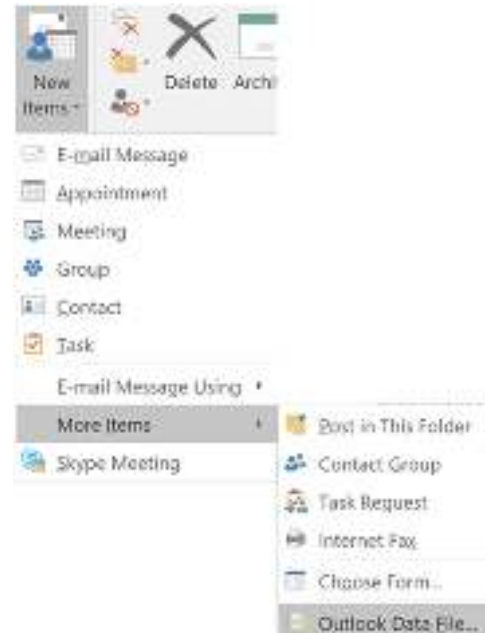 New
Items
Delete
Archi
E-mail Message
Appointment
Meeting
Group
Contact
Task
E-mail Message Using
More Items
Skype Meeting
Post in This Folder
Contact Group
Task Request
Internet Fax
Choose Form...
Outlook Data File...